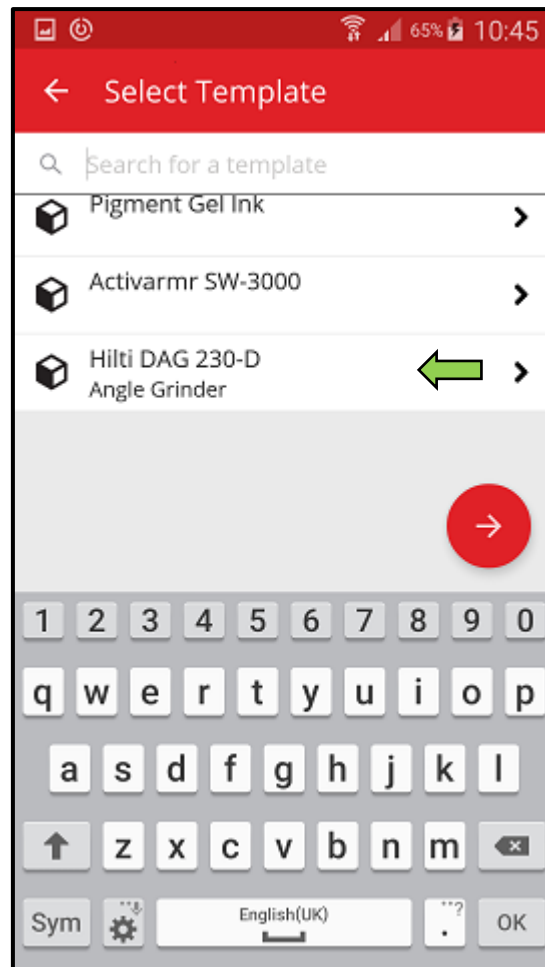 65% 10:45
Select Template
Search for a template
Pigment Gel Ink
Activarmr SW-3000
Hilti DAG 230-D
Angle Grinder
1 2 3 4 5 6 7 8 9 0
q w e r t y u i o p
a s d f g h j k l
z x c v b n m
Sym English(UK) . ? OK